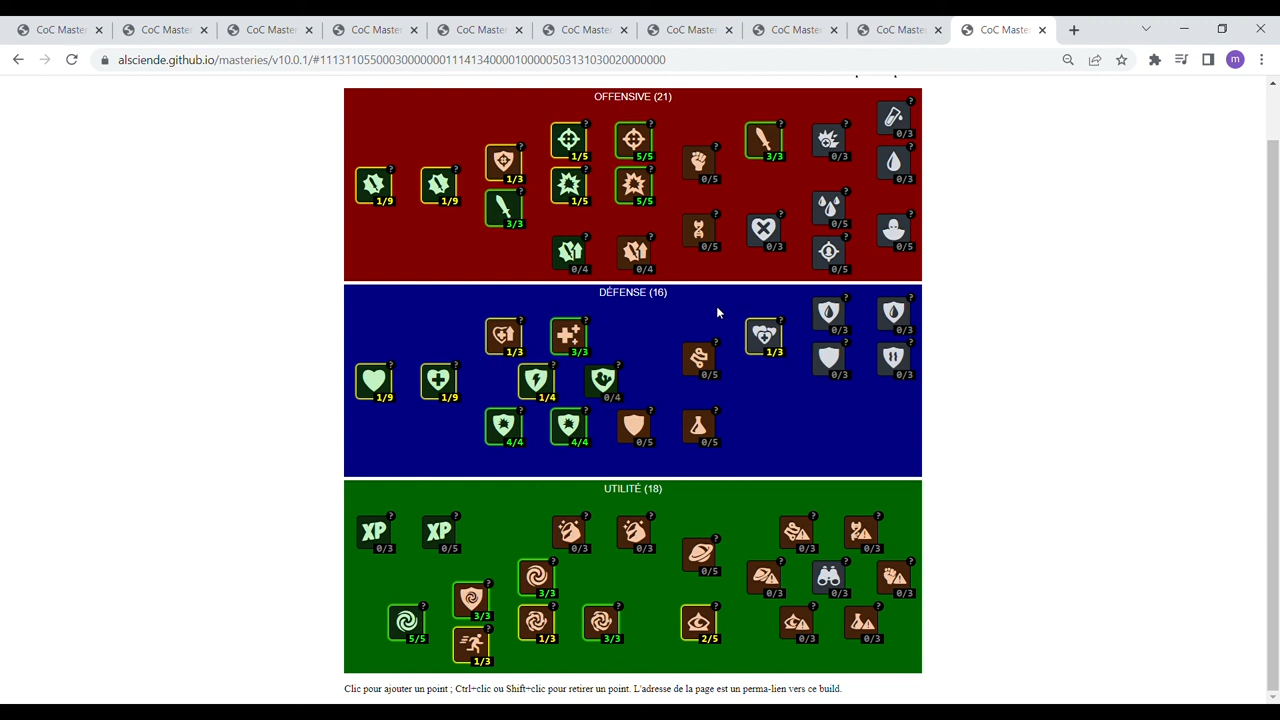 CoC Master
CoC Master
CoC Master
CoC Master
CoC Master
CoC Master
CoC Master
CoC Master
CoC Master
CoC Master
OFFENSIVE (21)
? 0/3
? 1/5 ? 5/5 ? 3/3 ? 0/3
? 1/3 ? 0/5 ? 0/3
? 1/9 ? 1/9 ? 1/5 ? 5/5
? 3/3 ? 0/5
? 0/5 ? 0/3 ? 0/5
? 0/4 ? 0/4 ? 0/5
DÉFENSE (16)
? 0/3 ? 0/3
? 1/3 ? 3/3 ? 1/3
? 0/5 ? 0/3 ? 0/3
? 1/9 ? 1/9 ? 1/4 ? 0/4
? 4/4 ? 4/4 ? 0/5 ? 0/5
UTILITÉ (18)
XP ? 0/3 XP ? 0/5 ? 0/3 ? 0/3 ? 0/3 ? 0/3
? 0/5
? 3/3 ? 0/3 ? 0/3 ? 0/3
? 3/3
? 5/5 ? 1/3 ? 3/3 ? 2/5 ? 0/3 ? 0/3
? 1/3
Clic pour ajouter un point ; Ctrl+clic ou Shift+clic pour retirer un point. L'adresse de la page est un perma-lien vers ce build.